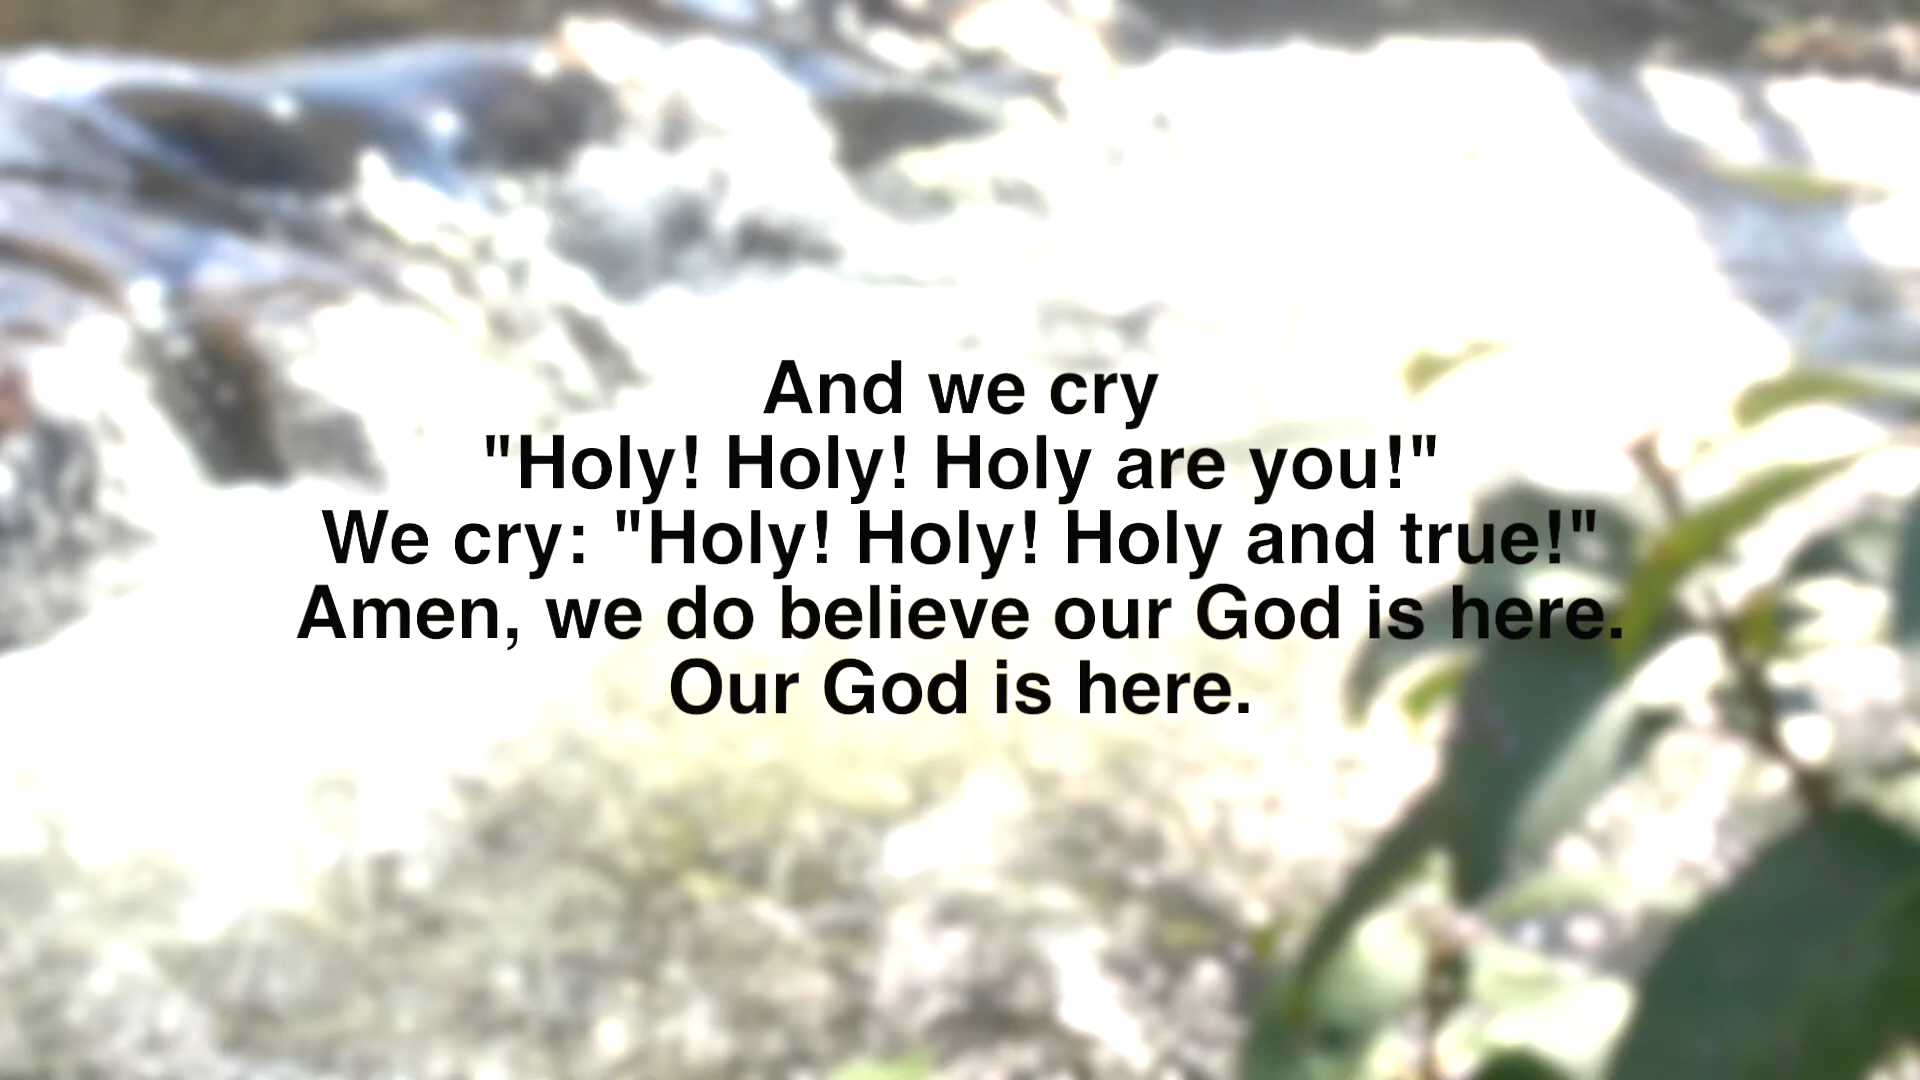 And we cry
"Holy! Holy! Holy are you!"
We cry: "Holy! Holy! Holy and true!"
Amen, we do believe our God is here.
Our God is here.